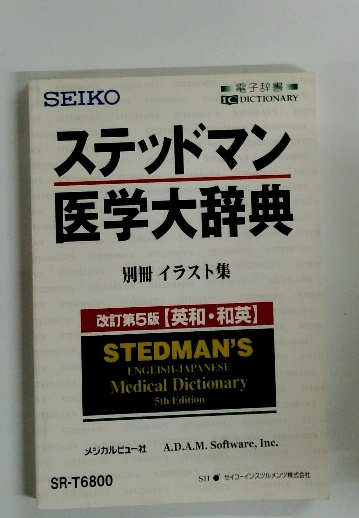 SEIKO
電子辞書
IC DICTIONARY
ステッドマン
医学大辞典
別冊 イラスト集
改訂第5版【英和・和英】
STEDMAN'S
ENGLISH-JAPANESE
Medical Dictionary
5th Edition
メジカルビュー社 A.D.A.M. Software, Inc.
SR-T6800
SII セイコーインスツルメンツ株式会社